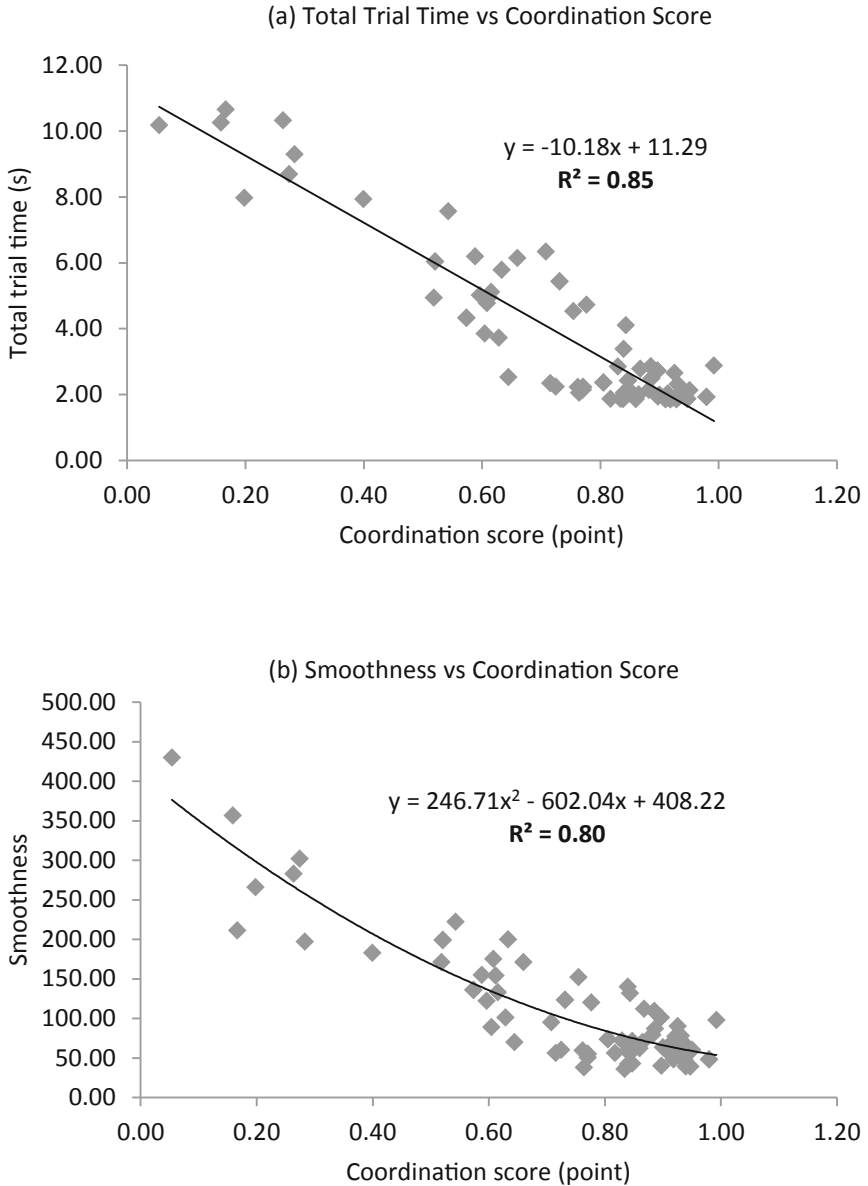 (a) Total Trial Time vs Coordination Score
12.00
10.00
8.00
6.00
4.00
2.00
0.00
Total trial time (s)
y = -10.18x + 11.29
R² = 0.85
0.00 0.20 0.40 0.60 0.80 1.00 1.20
Coordination score (point)
(b) Smoothness vs Coordination Score
500.00
450.00
400.00
350.00
300.00
250.00
200.00
150.00
100.00
50.00
0.00
Smoothness
y = 246.71x² - 602.04x + 408.22
R² = 0.80
0.00 0.20 0.40 0.60 0.80 1.00 1.20
Coordination score (point)